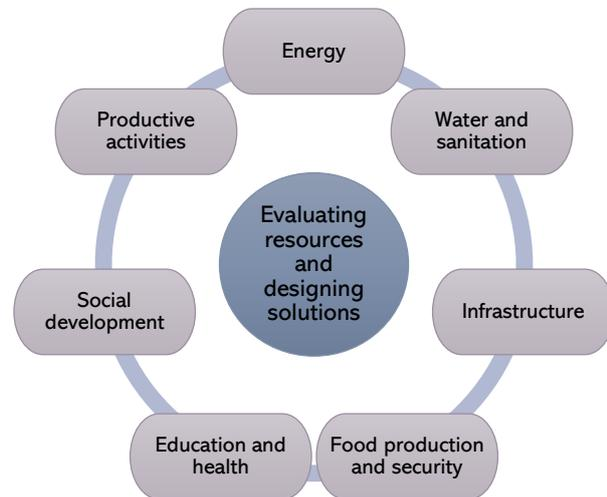 Energy
Water and
sanitation
Infrastructure
Food production
and security
Education and
health
Social
development
Productive
activities
Evaluating
resources
and
designing
solutions